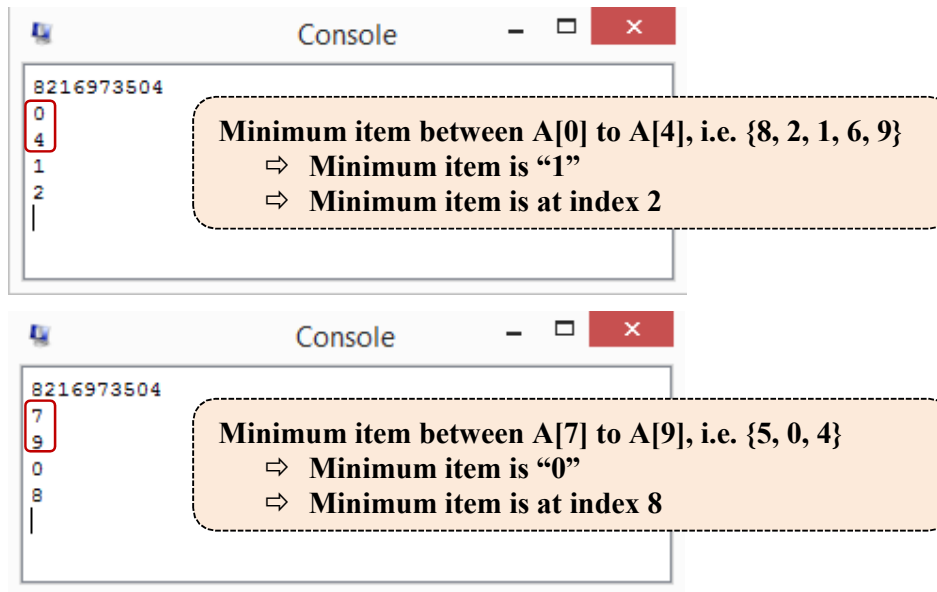 Console
8216973504
0
4
1
2
Minimum item between A[0] to A[4], i.e. {8, 2, 1, 6, 9}
⇨ Minimum item is “1”
⇨ Minimum item is at index 2
Console
8216973504
7
9
0
8
Minimum item between A[7] to A[9], i.e. {5, 0, 4}
⇨ Minimum item is “0”
⇨ Minimum item is at index 8